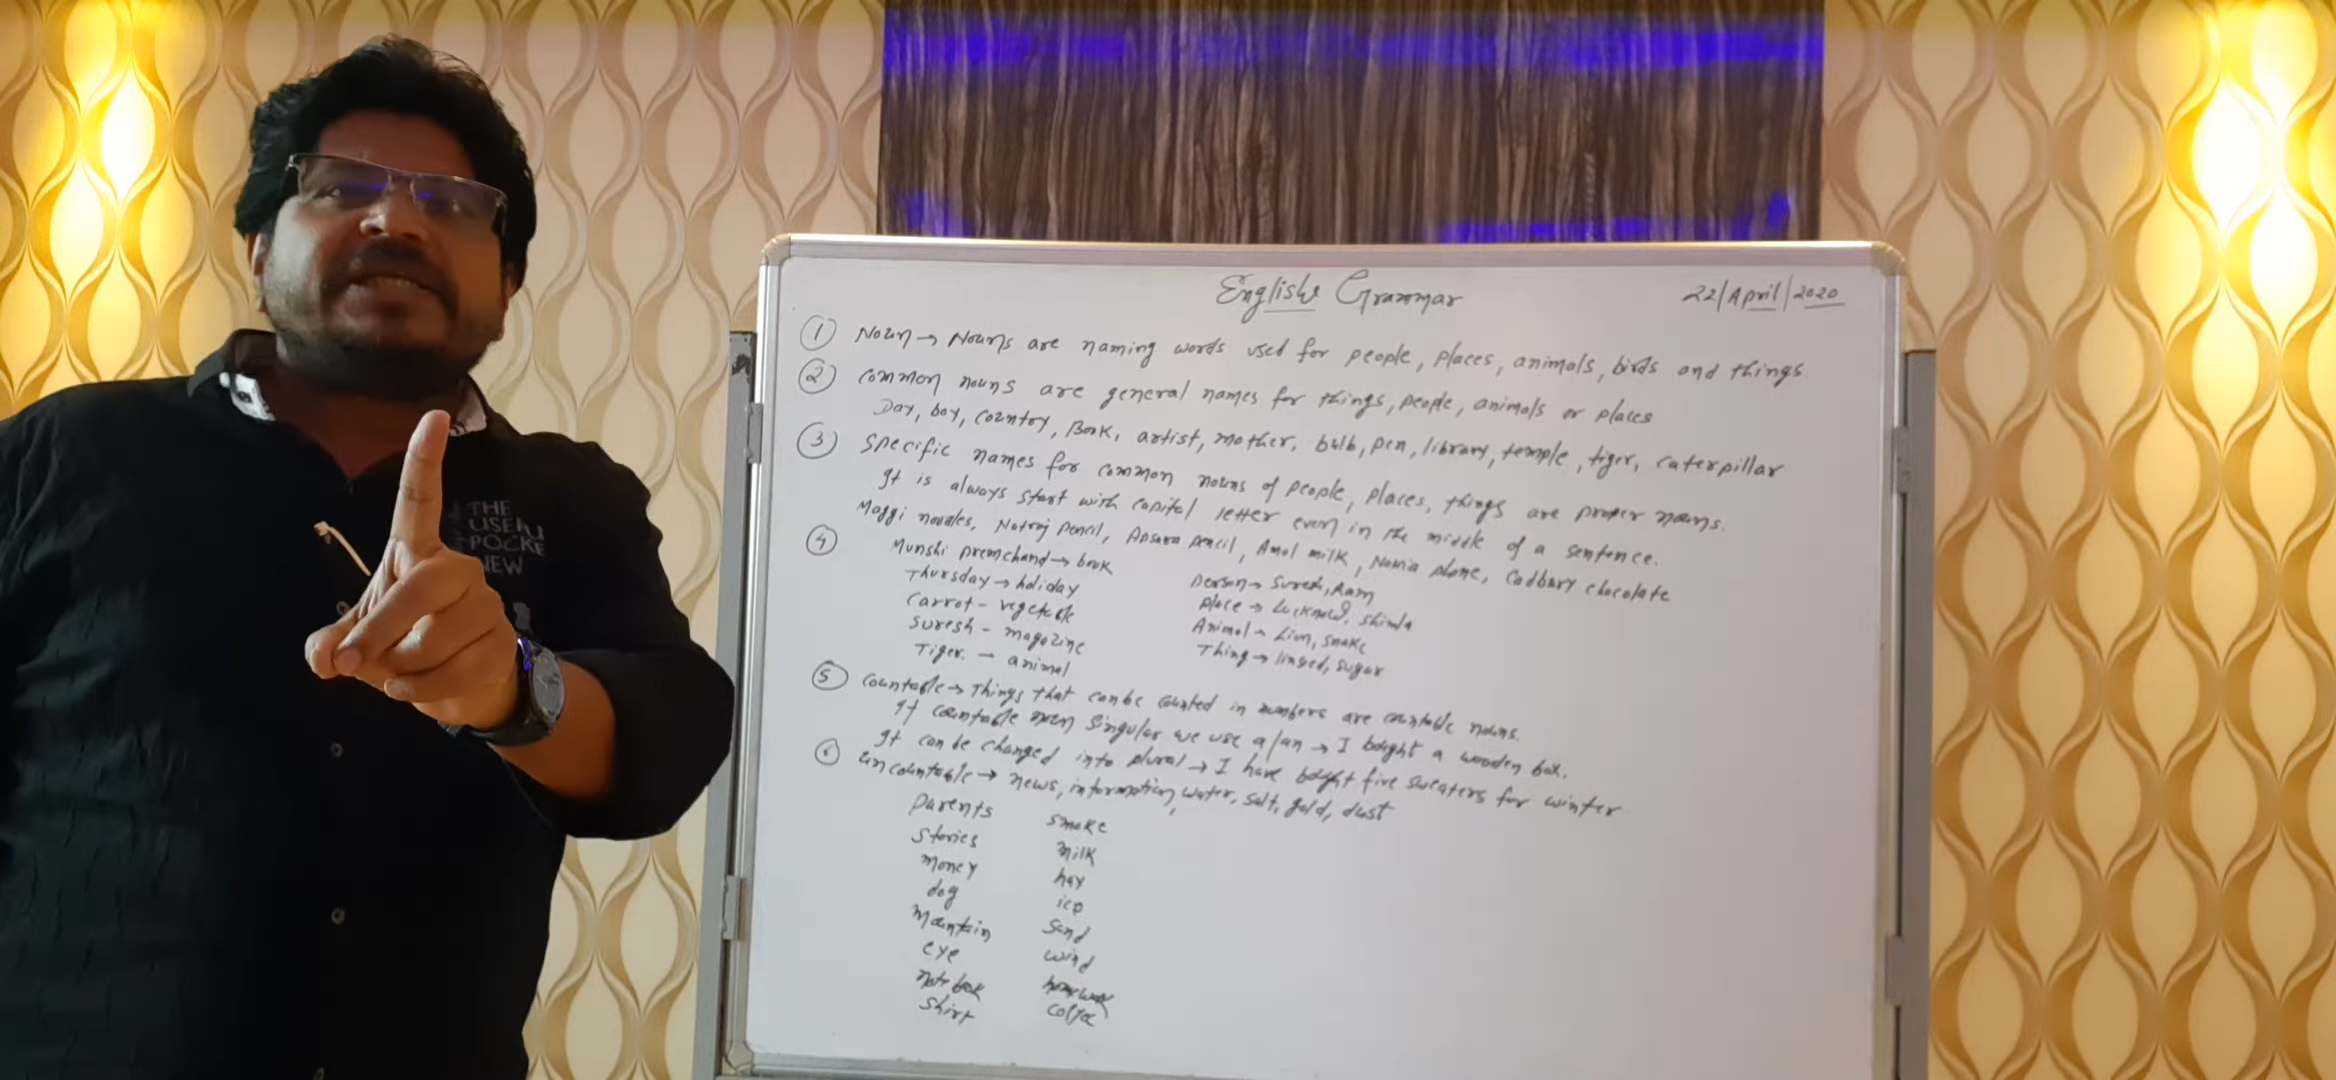 English Grammar
22/April/2020
① Noun → Nouns are naming words used for people, places, animals, birds and things.
② Common nouns are general names for things, people, animals or places
Day, boy, country, Book, artist, mother, bulb, pen, library, temple, tiger, caterpillar
③ Specific names for common nouns of people, places, things are proper nouns.
It is always start with capital letter even in the middle of a sentence.
Maggi noodles, Natraj pencil, Apsara pencil, Amul milk, Nokia phone, Cadbury chocolate
④ Munshi premchand → book
Thursday → holiday
Carrot - vegetable
Suresh - magazine
Tiger. - animal
Person → Suresh, Ram
place → Lucknow, Shimla
Animal → Lion, snake
Thing → sugar
⑤ Countable → Things that can be counted in numbers are countable nouns.
If countable noun singular we use a/an → I bought a wooden box.
It can be changed into plural → I have bought five sweaters for winter
⑥ uncountable → news, information, water, salt, gold, dust
Parents smoke
Stories milk
money hay
dog ice
Mountain sand
eye wind
notebook homework
shirt coffee
THE
USER
POCKE
NEW